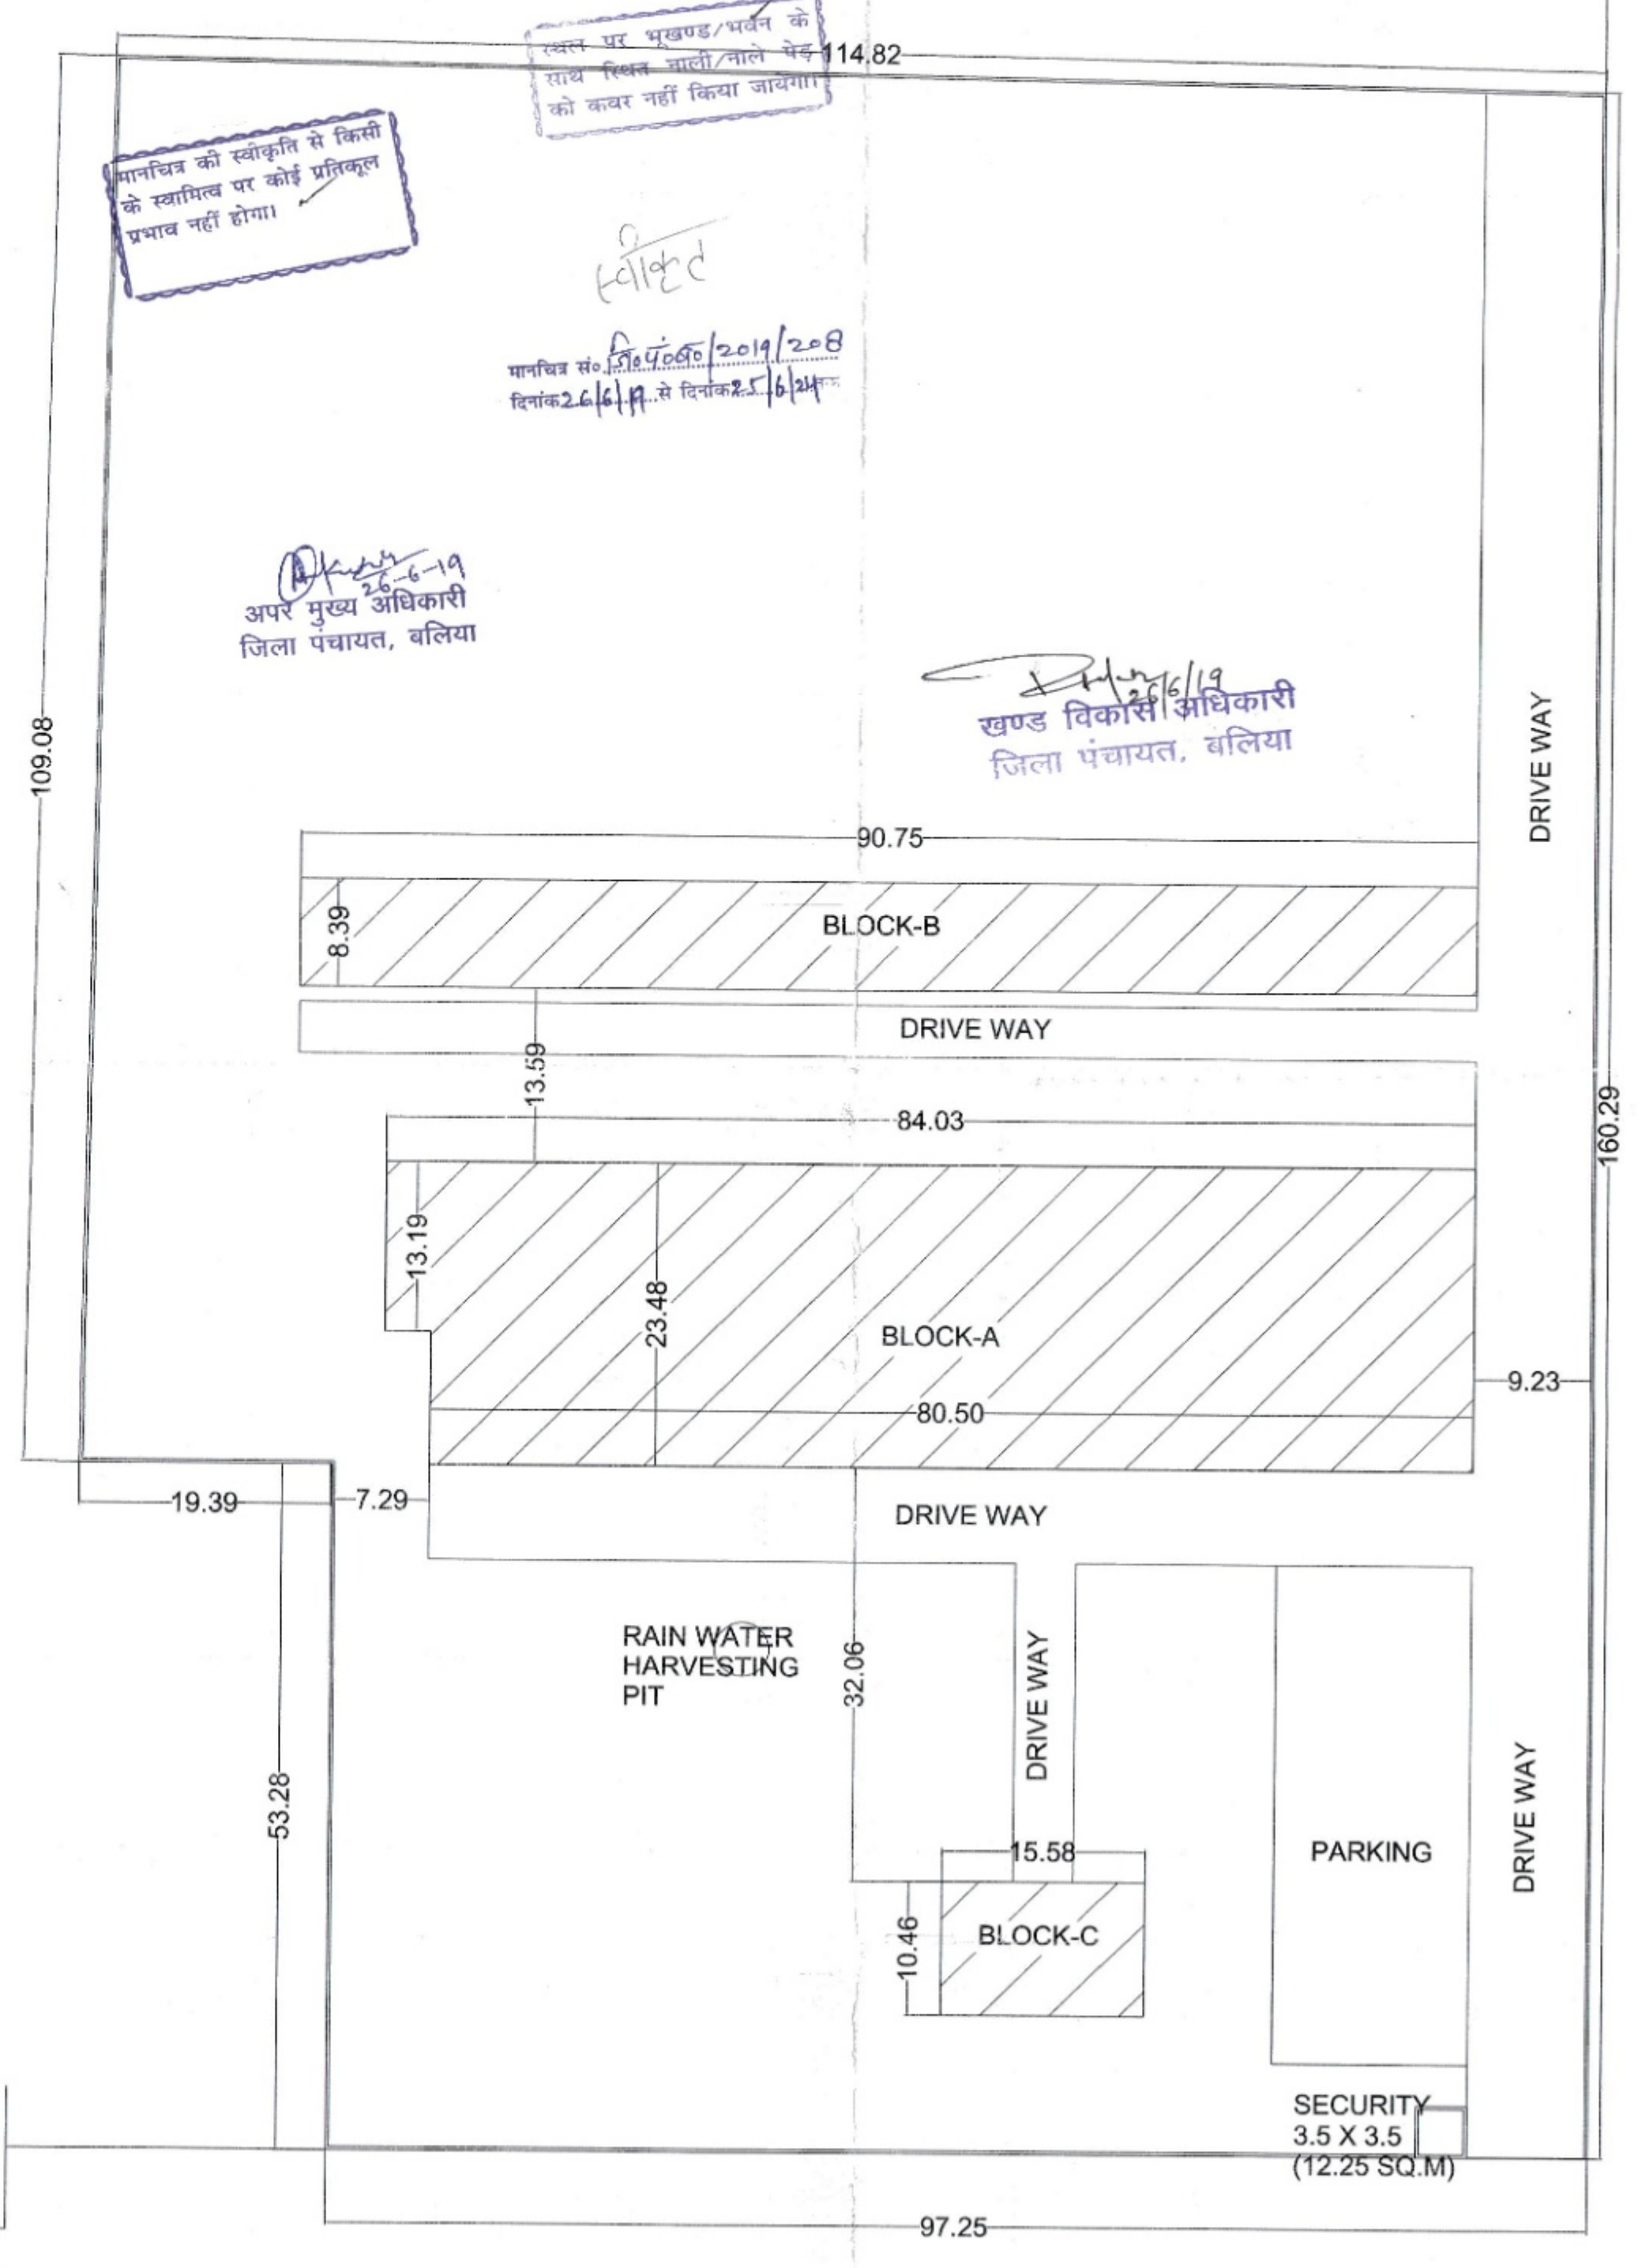 स्थल पर भूखण्ड/भवन के
साथ स्थित नाली/नाले पेड़
को कवर नहीं किया जायेगा।
114.82
मानचित्र की स्वीकृति से किसी
के स्वामित्व पर कोई प्रतिकूल
प्रभाव नहीं होगा।
स्वीकृत
मानचित्र सं० /2019/208
दिनांक 26/6/19 से दिनांक 25/6/24
26-6-19
अपर मुख्य अधिकारी
जिला पंचायत, बलिया
26/6/19
खण्ड विकास अधिकारी
जिला पंचायत, बलिया
109.08
DRIVE WAY
90.75
8.39
BLOCK-B
DRIVE WAY
13.59
160.29
84.03
13.19
23.48
BLOCK-A
9.23
80.50
19.39
7.29
DRIVE WAY
RAIN WATER
HARVESTING
PIT
32.06
DRIVE WAY
53.28
15.58
PARKING
DRIVE WAY
10.46
BLOCK-C
SECURITY
3.5 X 3.5
(12.25 SQ.M)
97.25